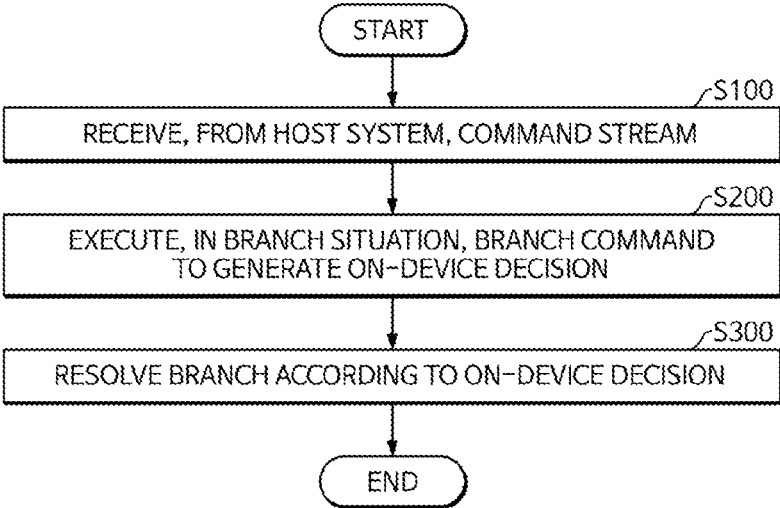 START
S100
RECEIVE, FROM HOST SYSTEM, COMMAND STREAM
S200
EXECUTE, IN BRANCH SITUATION, BRANCH COMMAND
TO GENERATE ON-DEVICE DECISION
S300
RESOLVE BRANCH ACCORDING TO ON-DEVICE DECISION
END